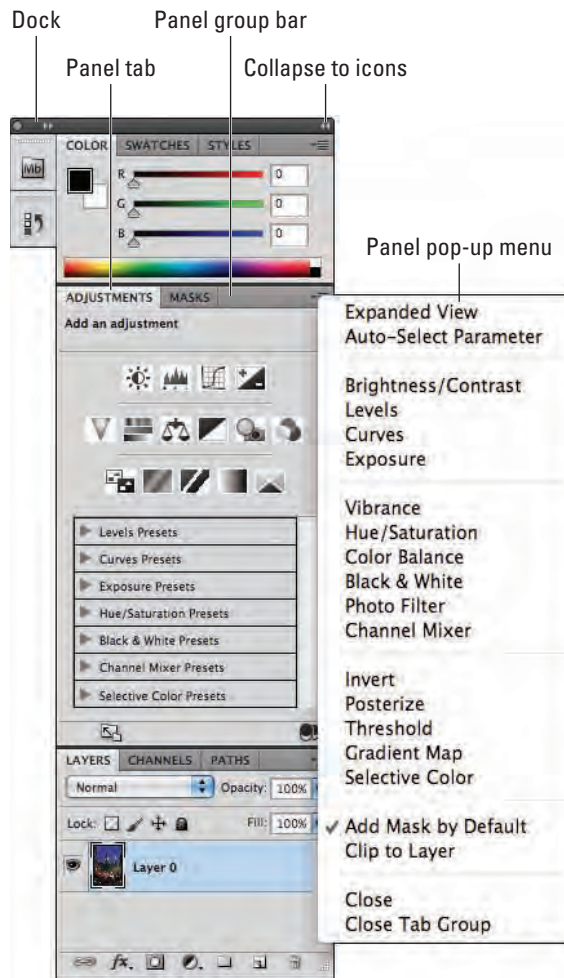 Dock
Panel group bar
Panel tab
Collapse to icons
COLOR SWATCHES STYLES
Mb
R 0
G 0
B 0
Panel pop-up menu
ADJUSTMENTS MASKS
Add an adjustment
Levels Presets
Curves Presets
Exposure Presets
Hue/Saturation Presets
Black & White Presets
Channel Mixer Presets
Selective Color Presets
Expanded View
Auto-Select Parameter
Brightness/Contrast
Levels
Curves
Exposure
Vibrance
Hue/Saturation
Color Balance
Black & White
Photo Filter
Channel Mixer
Invert
Posterize
Threshold
Gradient Map
Selective Color
✓ Add Mask by Default
Clip to Layer
Close
Close Tab Group
LAYERS CHANNELS PATHS
Normal Opacity: 100%
Lock: Fill: 100%
Layer 0
fx.